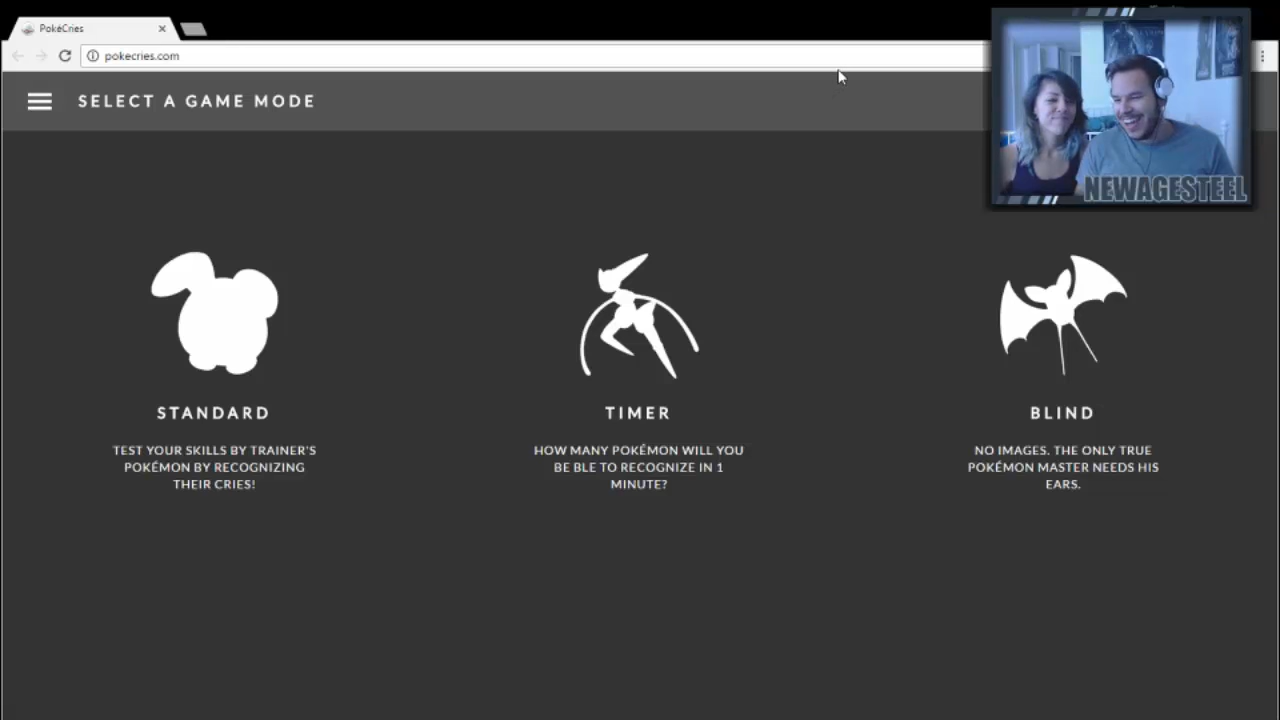 PokéCries
pokecries.com
SELECT A GAME MODE
NEWAGESTEEL
STANDARD
TEST YOUR SKILLS BY TRAINER'S
POKÉMON BY RECOGNIZING
THEIR CRIES!
TIMER
HOW MANY POKÉMON WILL YOU
BE BLE TO RECOGNIZE IN 1
MINUTE?
BLIND
NO IMAGES. THE ONLY TRUE
POKÉMON MASTER NEEDS HIS
EARS.